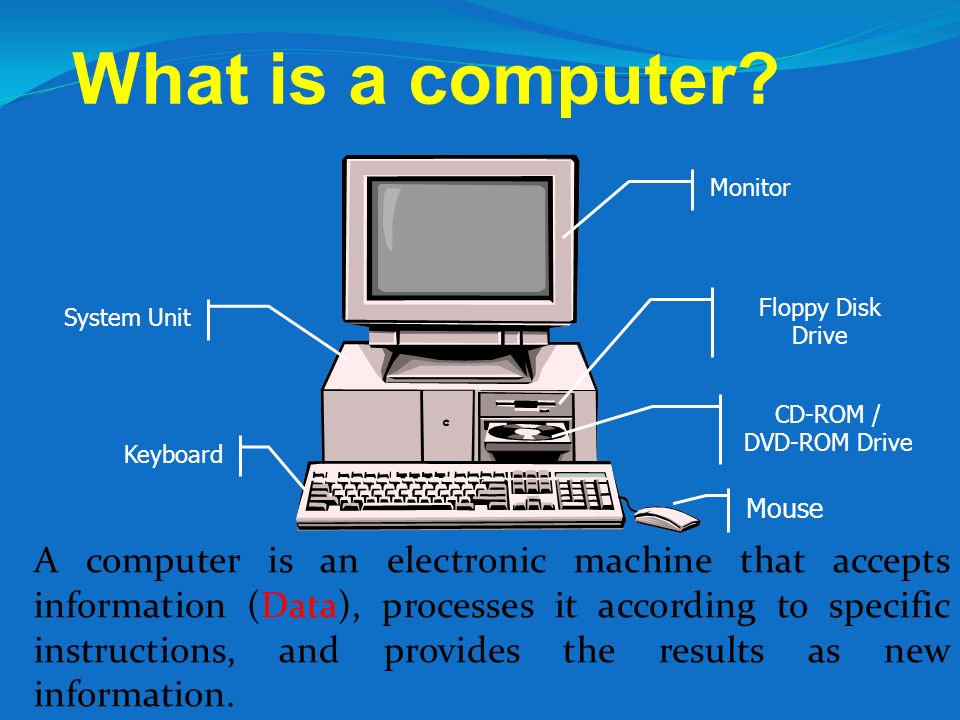 What is a computer?
Monitor
System Unit
Floppy Disk
Drive
CD-ROM /
DVD-ROM Drive
Keyboard
Mouse
A computer is an electronic machine that accepts
information (Data), processes it according to specific
instructions, and provides the results as new
information.